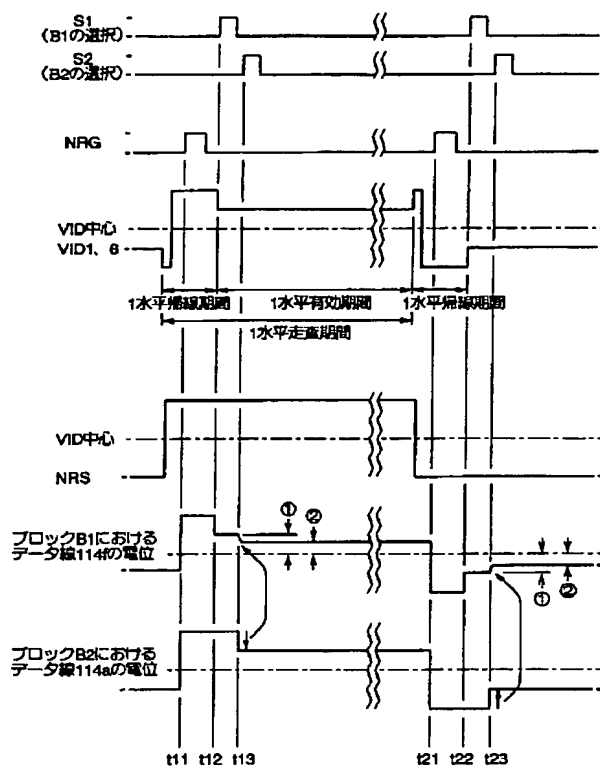 S1
(B1の選択)
S2
(B2の選択)
NRG
VID中心
VID1、6
1水平帰線期間
1水平有効期間
1水平帰線期間
1水平走査期間
VID中心
NRS
① ②
ブロックB1における
データ線114fの電位
① ②
ブロックB2における
データ線114aの電位
t11 t12 t13 t21 t22 t23